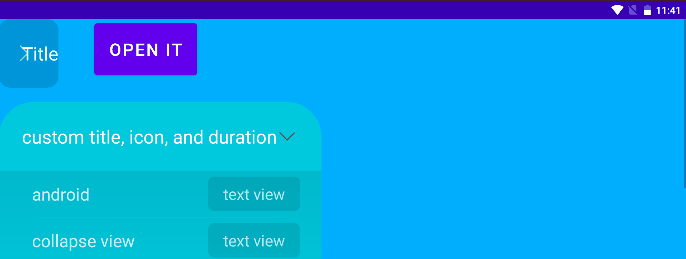 11:41
Title
OPEN IT
custom title, icon, and duration
android
text view
collapse view
text view